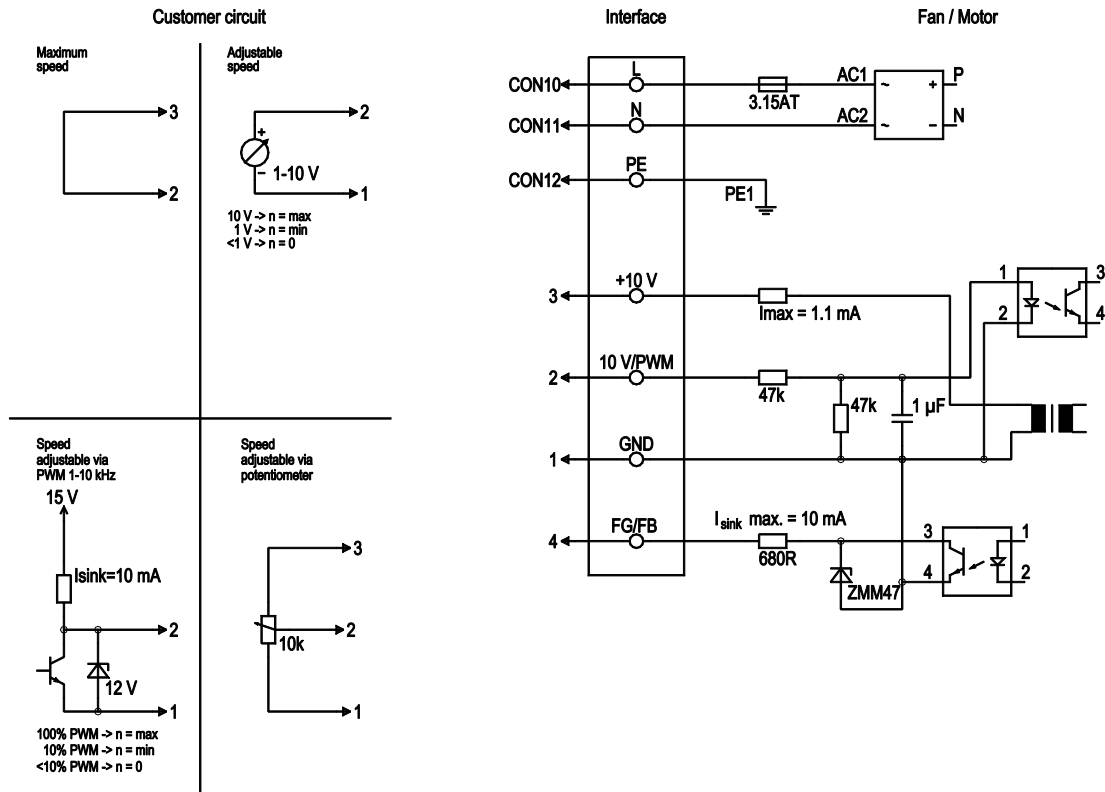 Customer circuit
Interface
Fan / Motor
Maximum
speed
3
2
Adjustable
speed
2
+
1-10 V
−
1
10 V -> n = max
1 V -> n = min
<1 V -> n = 0
Speed
adjustable via
PWM 1-10 kHz
15 V
Isink=10 mA
2
12 V
1
100% PWM -> n = max
10% PWM -> n = min
<10% PWM -> n = 0
Speed
adjustable via
potentiometer
3
2
10k
1
L
CON10
3.15AT
AC1
~
+
P
N
CON11
AC2
~
−
N
PE
CON12
PE1
+10 V
3
Imax = 1.1 mA
1
3
2
4
10 V/PWM
2
47k
47k
1 µF
GND
1
FG/FB
4
Isink max. = 10 mA
680R
3
1
4
2
ZMM47